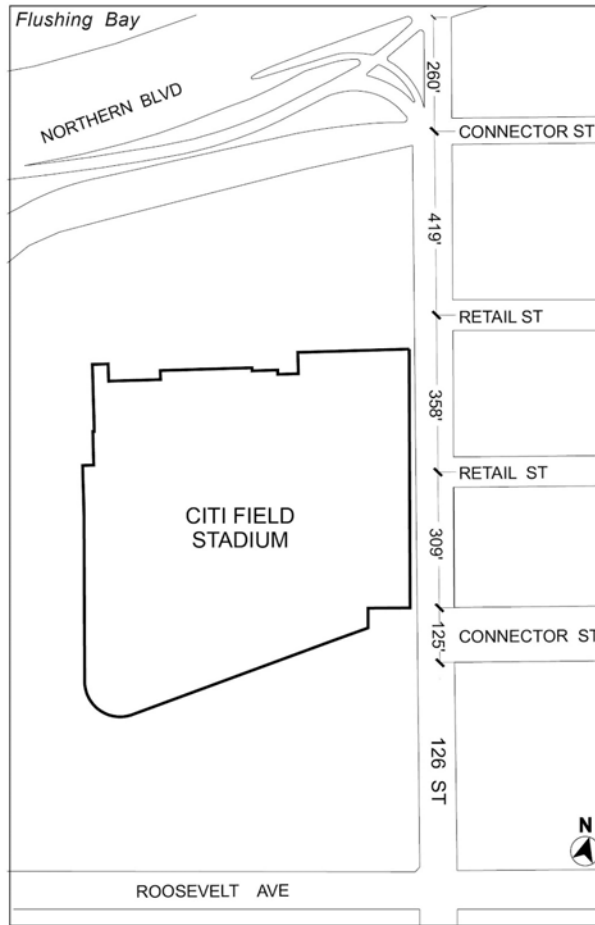 Flushing Bay
NORTHERN BLVD
260'
CONNECTOR ST
419'
RETAIL ST
358'
RETAIL ST
CITI FIELD
STADIUM
309'
125'
CONNECTOR ST
126 ST
N
ROOSEVELT AVE